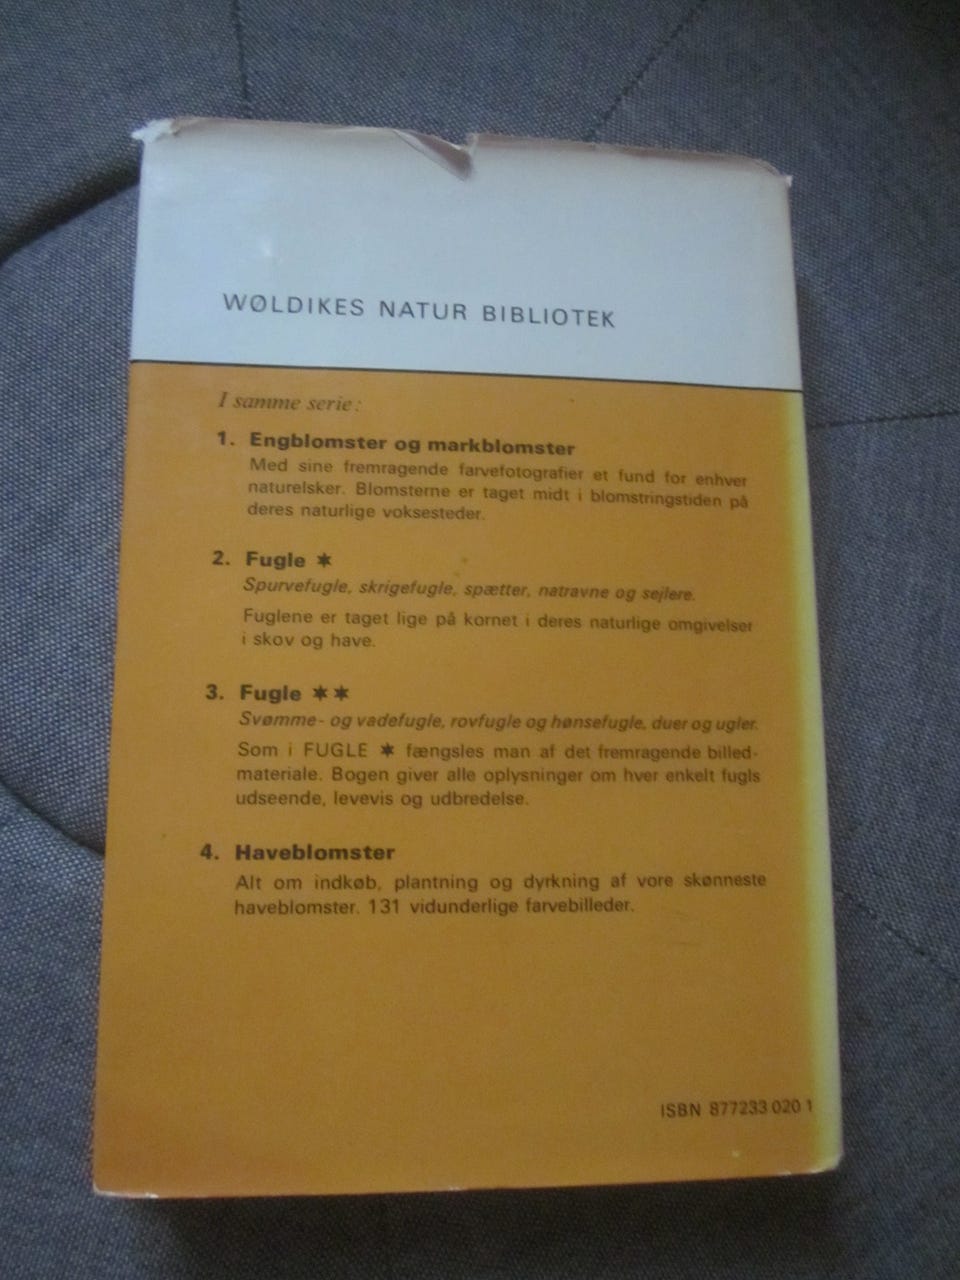 WØLDIKES NATUR BIBLIOTEK
I samme serie:
1. Engblomster og markblomster
Med sine fremragende farvefotografier et fund for enhver
naturelsker. Blomsterne er taget midt i blomstringstiden på
deres naturlige voksesteder.
2. Fugle ✶
Spurvefugle, skrigefugle, spætter, natravne og sejlere.
Fuglene er taget lige på kornet i deres naturlige omgivelser
i skov og have.
3. Fugle ✶✶
Svømme- og vadefugle, rovfugle og hønsefugle, duer og ugler.
Som i FUGLE ✶ fængsles man af det fremragende billed-
materiale. Bogen giver alle oplysninger om hver enkelt fugls
udseende, levevis og udbredelse.
4. Haveblomster
Alt om indkøb, plantning og dyrkning af vore skønneste
haveblomster. 131 vidunderlige farvebilleder.
ISBN 877233 020 1